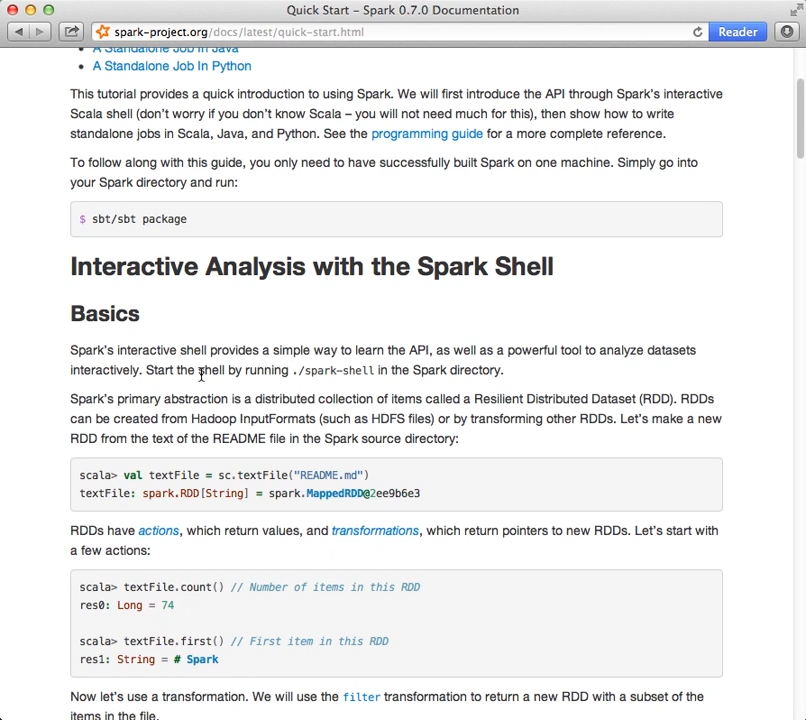 Quick Start - Spark 0.7.0 Documentation
spark-project.org/docs/latest/quick-start.html
Reader
• A Standalone Job In Java
• A Standalone Job In Python
This tutorial provides a quick introduction to using Spark. We will first introduce the API through Spark's interactive
Scala shell (don't worry if you don't know Scala – you will not need much for this), then show how to write
standalone jobs in Scala, Java, and Python. See the programming guide for a more complete reference.
To follow along with this guide, you only need to have successfully built Spark on one machine. Simply go into
your Spark directory and run:
$ sbt/sbt package
Interactive Analysis with the Spark Shell
Basics
Spark's interactive shell provides a simple way to learn the API, as well as a powerful tool to analyze datasets
interactively. Start the shell by running ./spark-shell in the Spark directory.
Spark's primary abstraction is a distributed collection of items called a Resilient Distributed Dataset (RDD). RDDs
can be created from Hadoop InputFormats (such as HDFS files) or by transforming other RDDs. Let's make a new
RDD from the text of the README file in the Spark source directory:
scala> val textFile = sc.textFile("README.md")
textFile: spark.RDD[String] = spark.MappedRDD@2ee9b6e3
RDDs have actions, which return values, and transformations, which return pointers to new RDDs. Let's start with
a few actions:
scala> textFile.count() // Number of items in this RDD
res0: Long = 74
scala> textFile.first() // First item in this RDD
res1: String = # Spark
Now let's use a transformation. We will use the filter transformation to return a new RDD with a subset of the
items in the file.